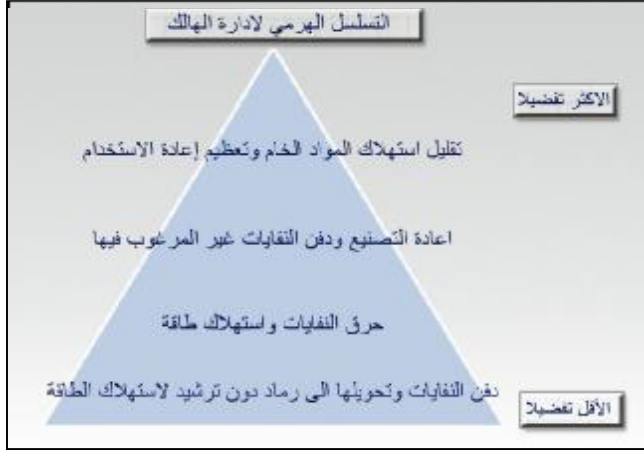 التسلسل الهرمي لادارة الهالك
الاكثر تفضيلا
تقليل استهلاك المواد الخام وتعظيم إعادة الاستخدام
اعادة التصنيع ودفن النفايات غير المرغوب فيها
حرق النفايات واستهلاك طاقة
دفن النفايات وتحويلها الى رماد دون ترشيد لاستهلاك الطاقة
الأقل تفضيلا